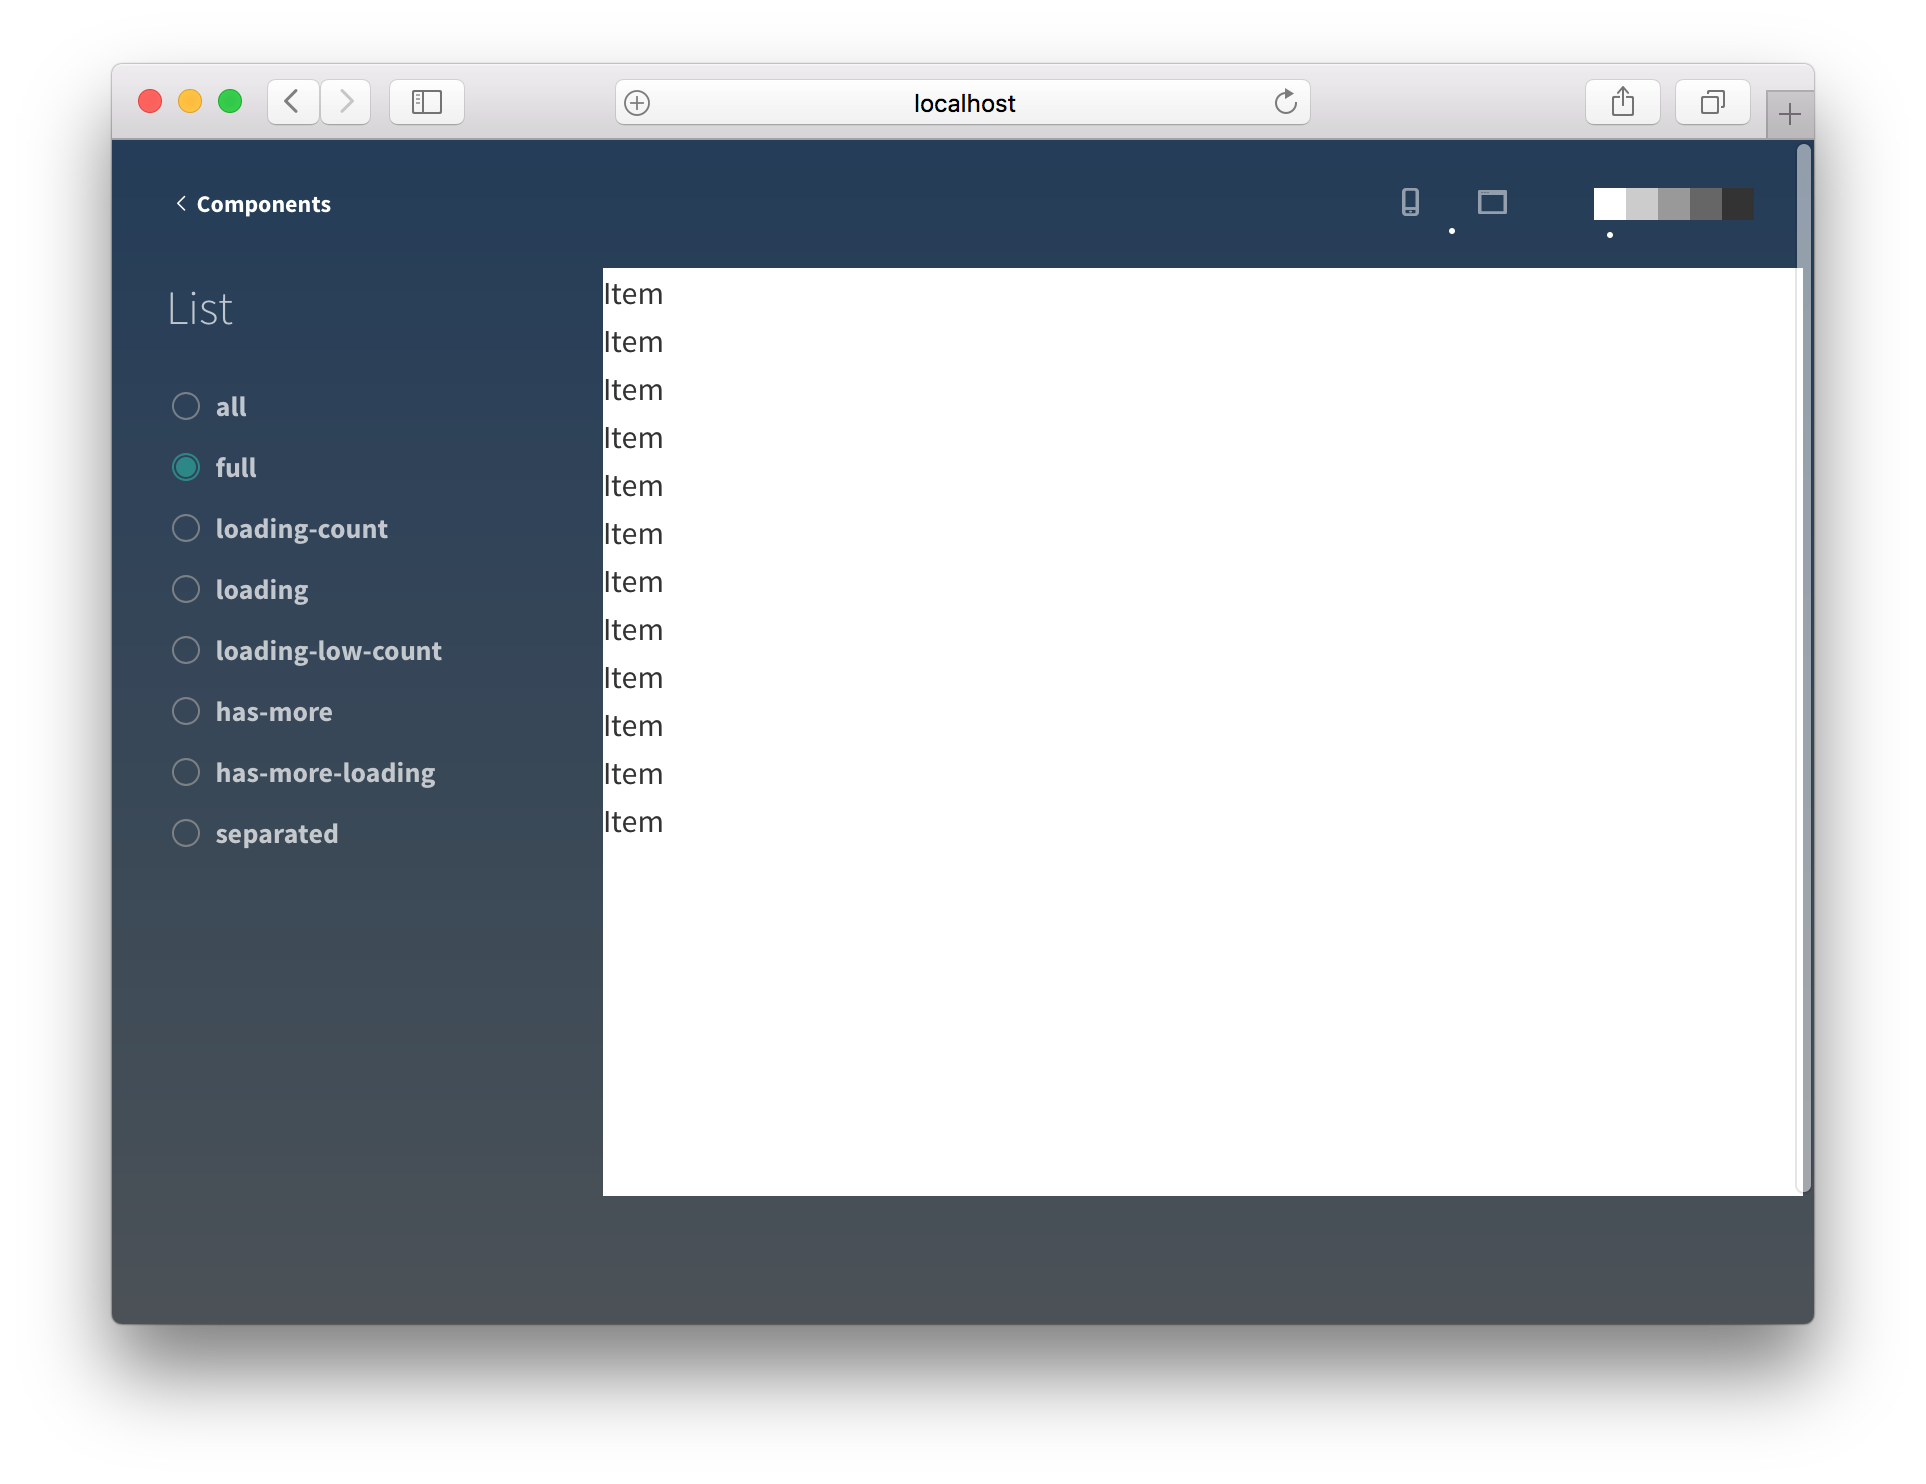 localhost
Components
List
all
full
loading-count
loading
loading-low-count
has-more
has-more-loading
separated
Item
Item
Item
Item
Item
Item
Item
Item
Item
Item
Item
Item